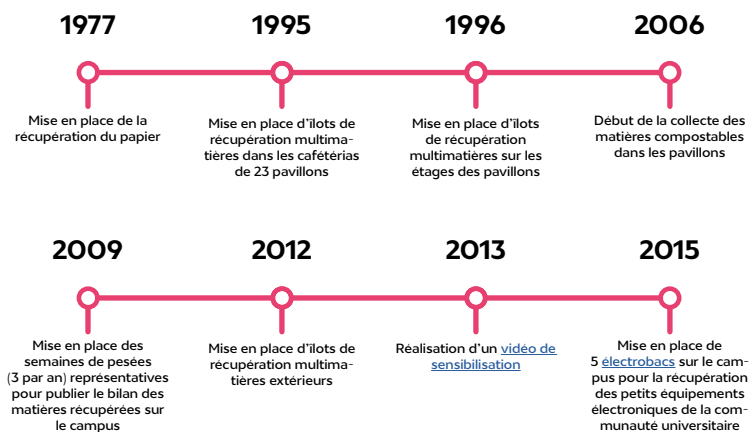 1977
1995
1996
2006
Mise en place de la
récupération du papier
Mise en place d'îlots de
récupération multima-
tières dans les cafétérias
de 23 pavillons
Mise en place d'îlots
de récupération
multimatières sur les
étages des pavillons
Début de la collecte des
matières compostables
dans les pavillons
2009
2012
2013
2015
Mise en place des
semaines de pesées
(3 par an) représentatives
pour publier le bilan des
matières récupérées sur
le campus
Mise en place d'îlots de
récupération multima-
tières extérieurs
Réalisation d'un vidéo de
sensibilisation
Mise en place de
5 électrobacs sur le cam-
pus pour la récupération
des petits équipements
électroniques de la com-
munauté universitaire